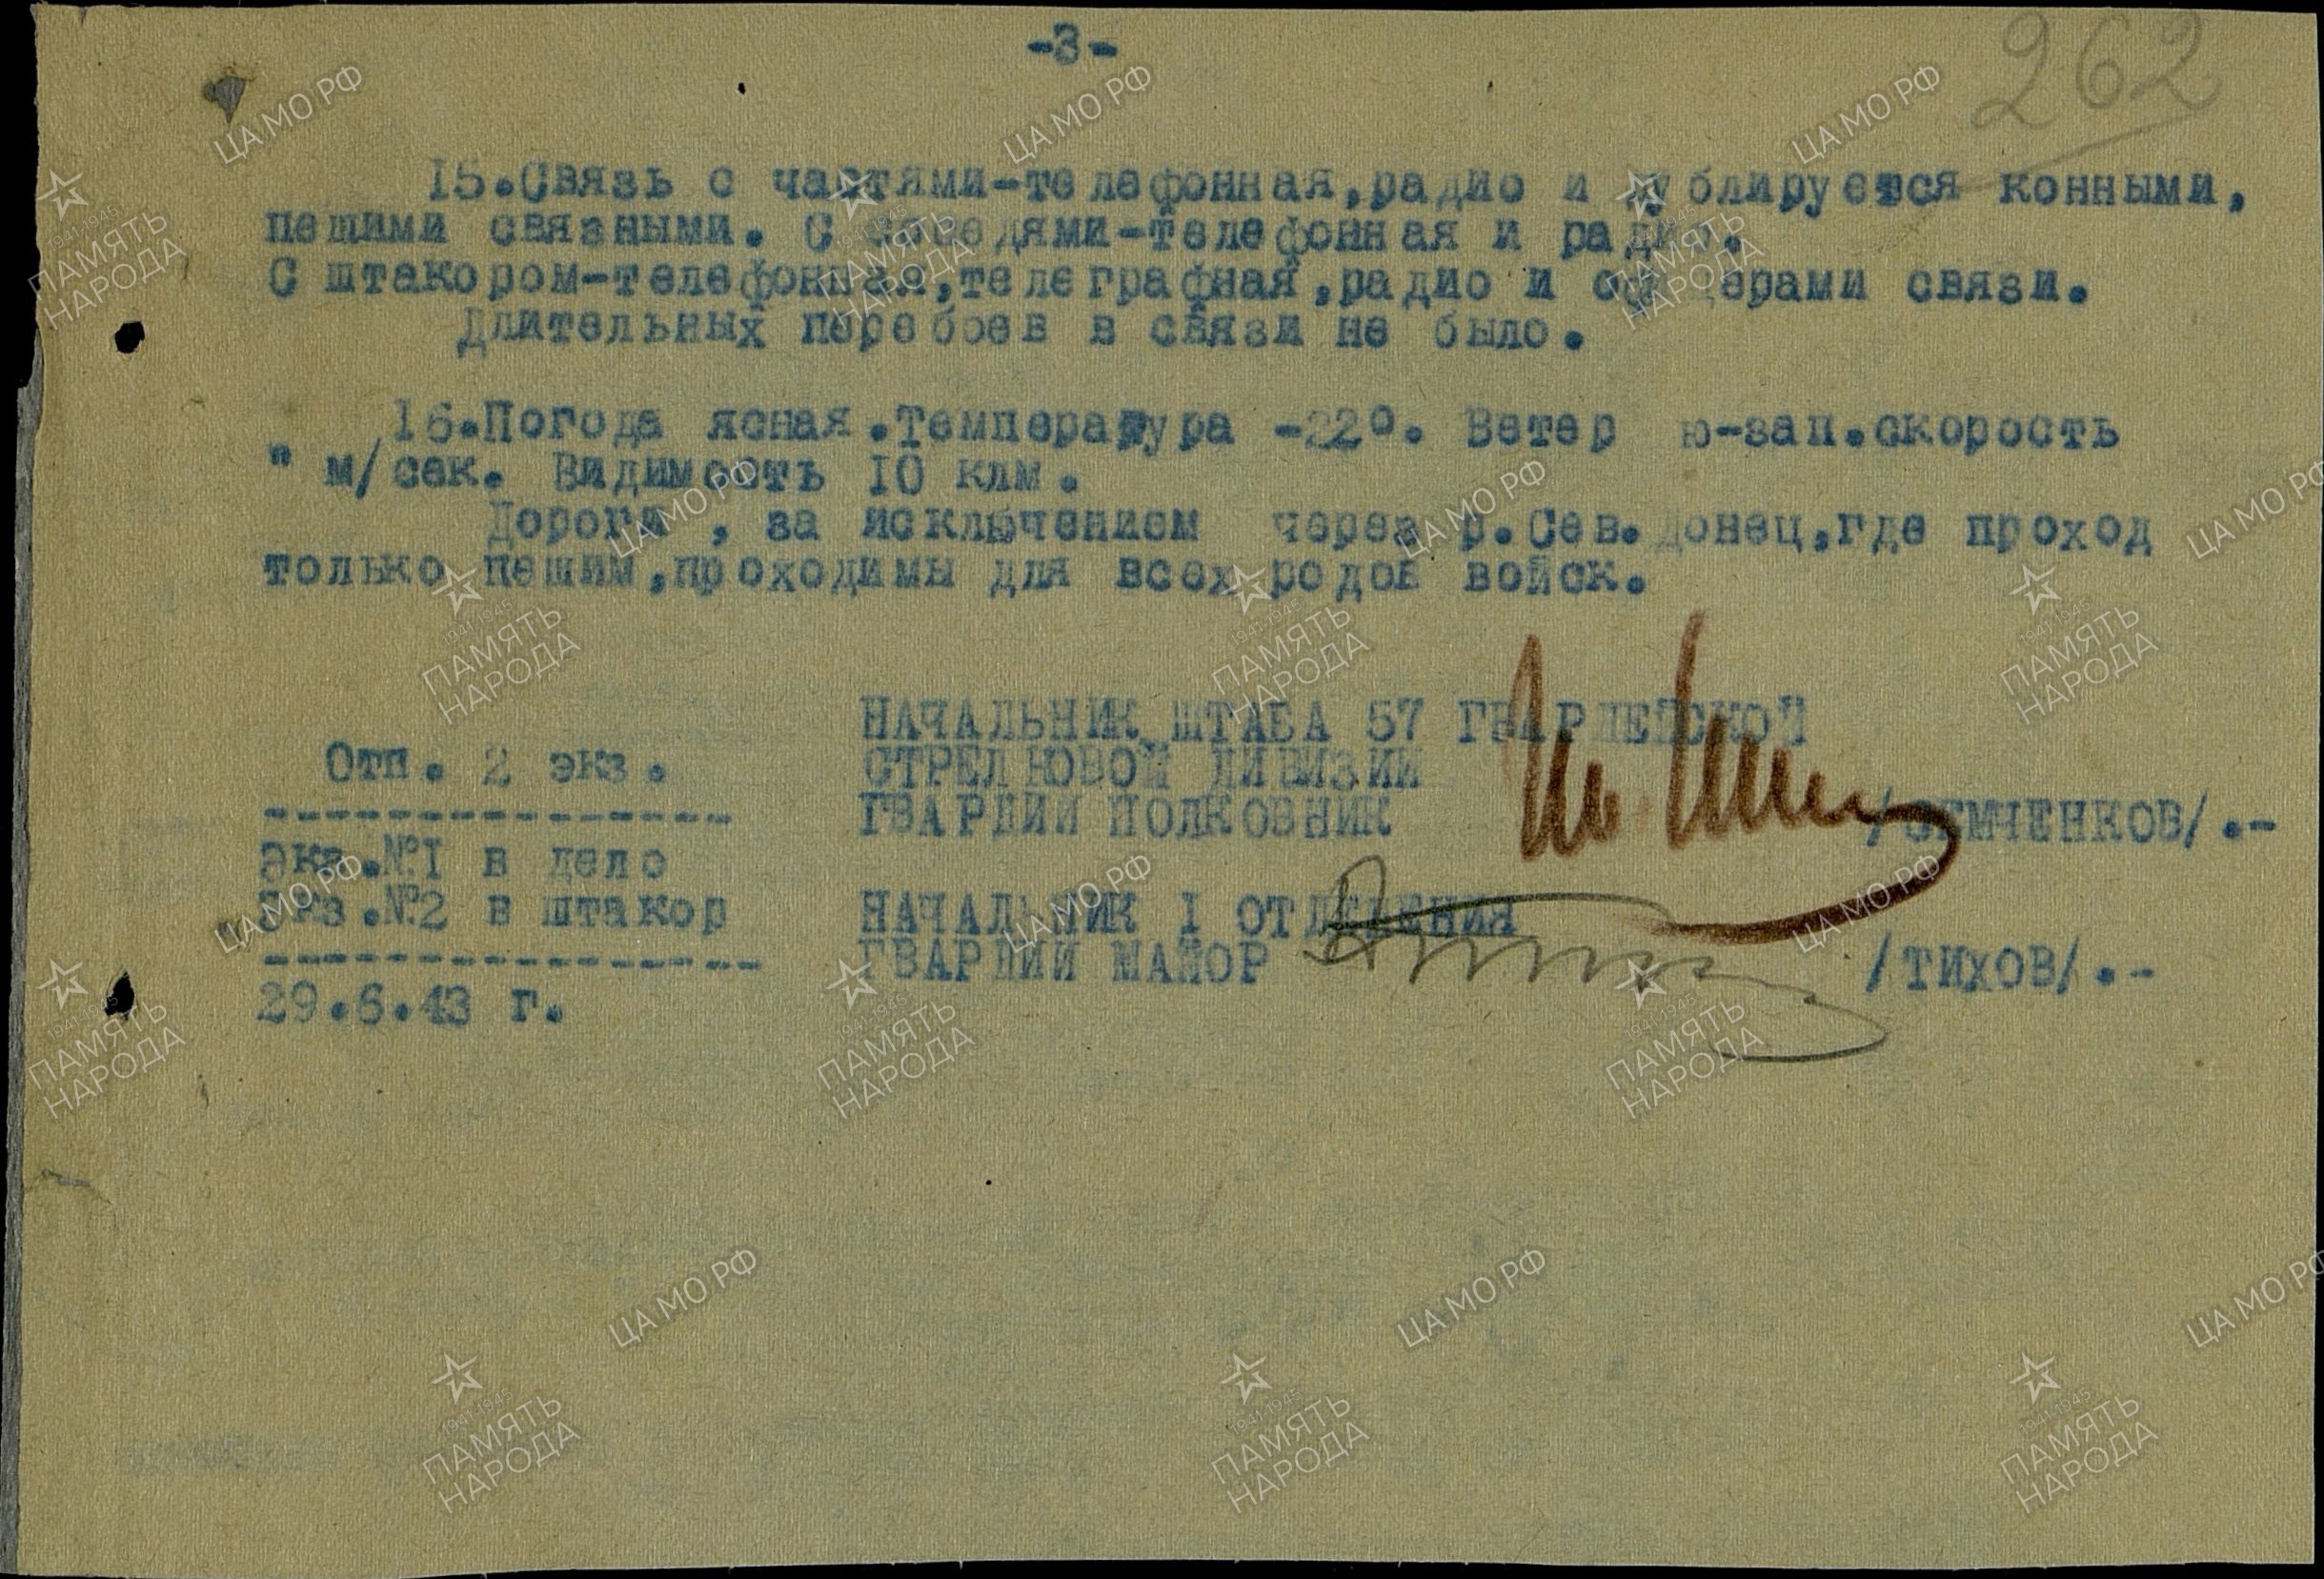 -3-
262
15.Связь с частями-телефонная,радио и дублируется конными,
пешими связными. С соседями-телефонная и радио.
С штакором-телефонная,телеграфная,радио и офицерами связи.
Длительных перебоев в связи не было.
16.Погода ясная.Температура -22°. Ветер ю-зап.скорость
" м/сек. Видимость 10 клм.
Дороги , за исключением через р.Сев.Донец,где проход
только пешим,проходимы для всех родов войск.
НАЧАЛЬНИК ШТАБА 57 ГВАРДЕЙСКОЙ
Отп. 2 экз. СТРЕЛКОВОЙ ДИВИЗИИ
ГВАРДИИ ПОЛКОВНИК /СЕМЧЕНКОВ/.-
Экз.№1 в дело
Экз.№2 в штакор НАЧАЛЬНИК I ОТДЕЛЕНИЯ
ГВАРДИИ МАЙОР /ТИХОВ/.-
29.6.43 г.